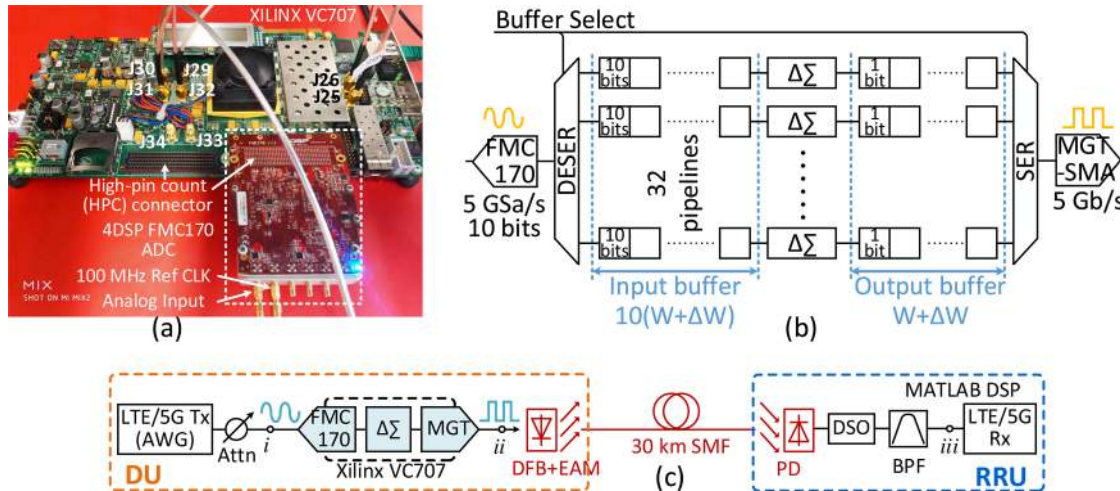 XILINX VC707
J30
J29
J31
J32
J26
J25
J34
J33
High-pin count
(HPC) connector
4DSP FMC170
ADC
100 MHz Ref CLK
Analog Input
MIX
SHOT ON MI MIX2
(a)
Buffer Select
FMC
170
5 GSa/s
10 bits
DESER
10
bits
ΔΣ
1
bit
10
bits
ΔΣ
1
bit
32
pipelines
10
bits
ΔΣ
1
bit
SER
MGT
-SMA
5 Gb/s
Input buffer
10(W+ΔW)
Output buffer
W+ΔW
(b)
LTE/5G Tx
(AWG)
Attn
i
FMC
170
ΔΣ
MGT
Xilinx VC707
ii
DFB+EAM
DU
30 km SMF
(c)
PD
DSO
BPF
iii
MATLAB DSP
LTE/5G
Rx
RRU